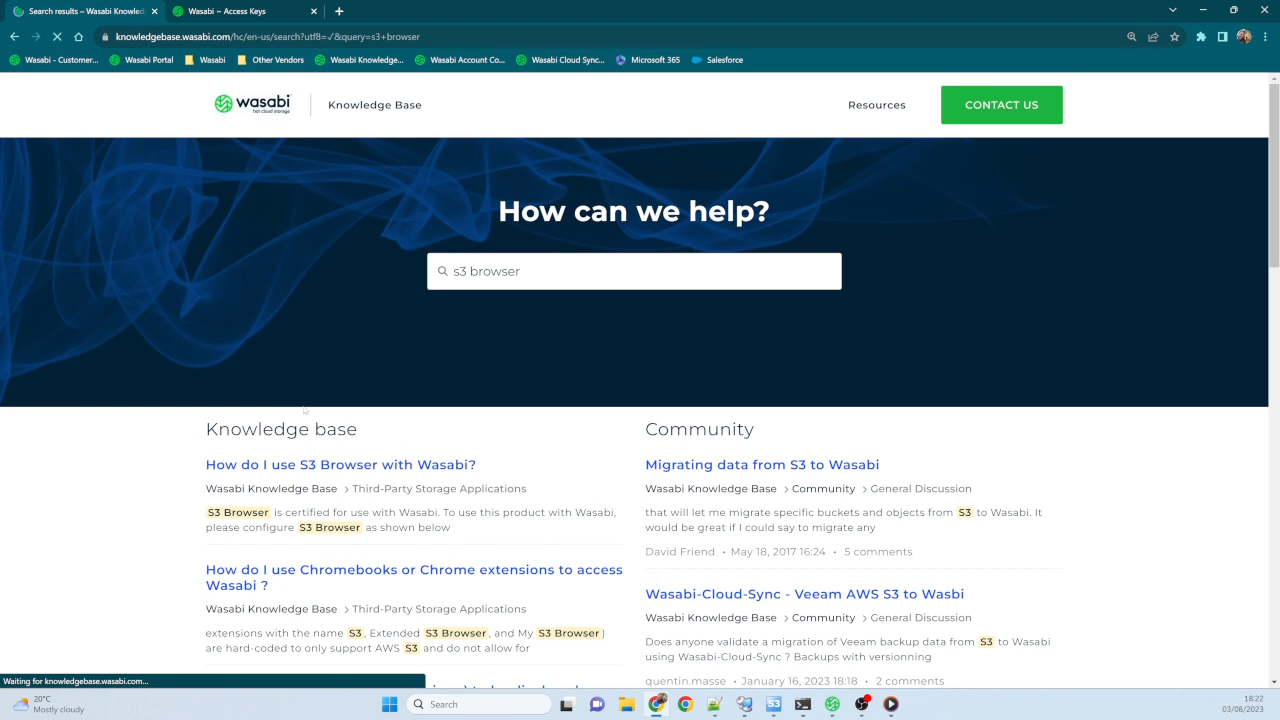 Search results – Wasabi Knowled
Wasabi – Access Keys
knowledgebase.wabasi.com/hc/en-us/search?utf8=✓&query=s3+browser
Wasabi - Customer...
Wasabi Portal
Wasabi
Other Vendors
Wasabi Knowledge...
Wasabi Account Co...
Wasabi Cloud Sync...
Microsoft 365
Salesforce
wasabi
hot cloud storage
Knowledge Base
Resources
CONTACT US
How can we help?
s3 browser
Knowledge base
How do I use S3 Browser with Wasabi?
Wasabi Knowledge Base > Third-Party Storage Applications
S3 Browser is certified for use with Wasabi. To use this product with Wasabi,
please configure S3 Browser as shown below
How do I use Chromebooks or Chrome extensions to access
Wasabi ?
Wasabi Knowledge Base > Third-Party Storage Applications
extensions with the name S3, Extended S3 Browser, and My S3 Browser)
are hard-coded to only support AWS S3 and do not allow for
Community
Migrating data from S3 to Wasabi
Wasabi Knowledge Base > Community > General Discussion
that will let me migrate specific buckets and objects from S3 to Wasabi. It
would be great if I could say to migrate any
David Friend • May 18, 2017 16:24 • 5 comments
Wasabi-Cloud-Sync - Veeam AWS S3 to Wasbi
Wasabi Knowledge Base > Community > General Discussion
Does anyone validate a migration of Veeam backup data from S3 to Wasabi
using Wasabi-Cloud-Sync ? Backups with versionning
quentin.masse • January 16, 2023 18:18 • 2 comments
Waiting for knowledgebase.wasabi.com...
20°C
Mostly cloudy
Search
18:22
03/08/2023